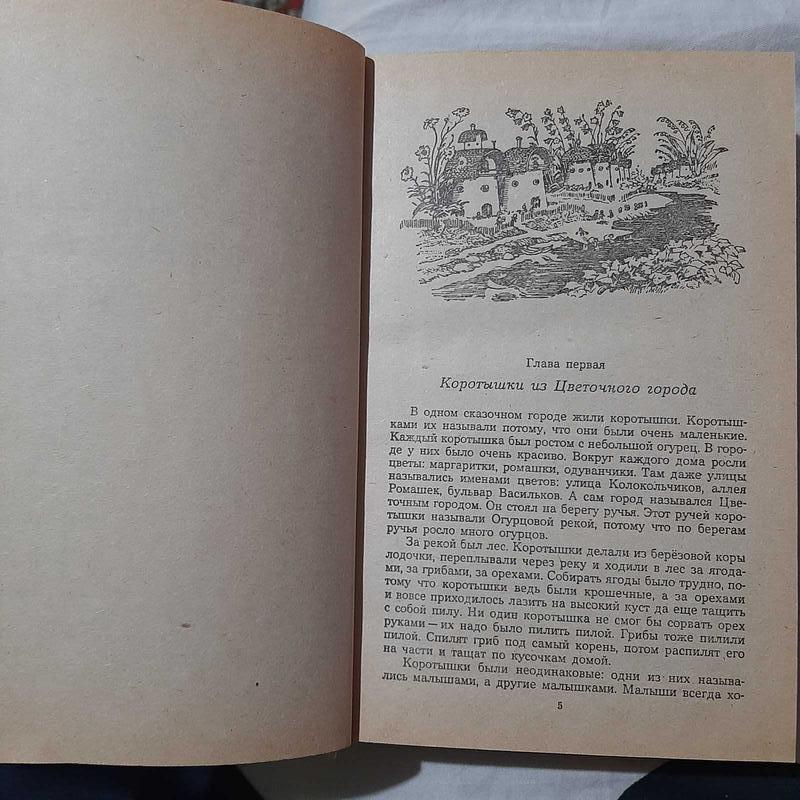 Глава первая
Коротышки из Цветочного города
В одном сказочном городе жили коротышки. Коротыш-
ками их называли потому, что они были очень маленькие.
Каждый коротышка был ростом с небольшой огурец. В горо-
де у них было очень красиво. Вокруг каждого дома росли
цветы: маргаритки, ромашки, одуванчики. Там даже улицы
назывались именами цветов: улица Колокольчиков, аллея
Ромашек, бульвар Васильков. А сам город назывался Цве-
точным городом. Он стоял на берегу ручья. Этот ручей коро-
тышки называли Огурцовой рекой, потому что по берегам
ручья росло много огурцов.
За рекой был лес. Коротышки делали из берёзовой коры
лодочки, переплывали через реку и ходили в лес за ягода-
ми, за грибами, за орехами. Собирать ягоды было трудно, по-
тому что коротышки ведь были крошечные, а за орехами
и вовсе приходилось лазить на высокий куст да еще тащить
с собой пилу. Ни один коротышка не смог бы сорвать орех
руками — их надо было пилить пилой. Грибы тоже пилили
пилой. Спилят гриб под самый корень, потом распилят его
на части и тащат по кусочкам домой.
Коротышки были неодинаковые: одни из них называ-
лись малышами, а другие малышками. Малыши всегда хо-
5